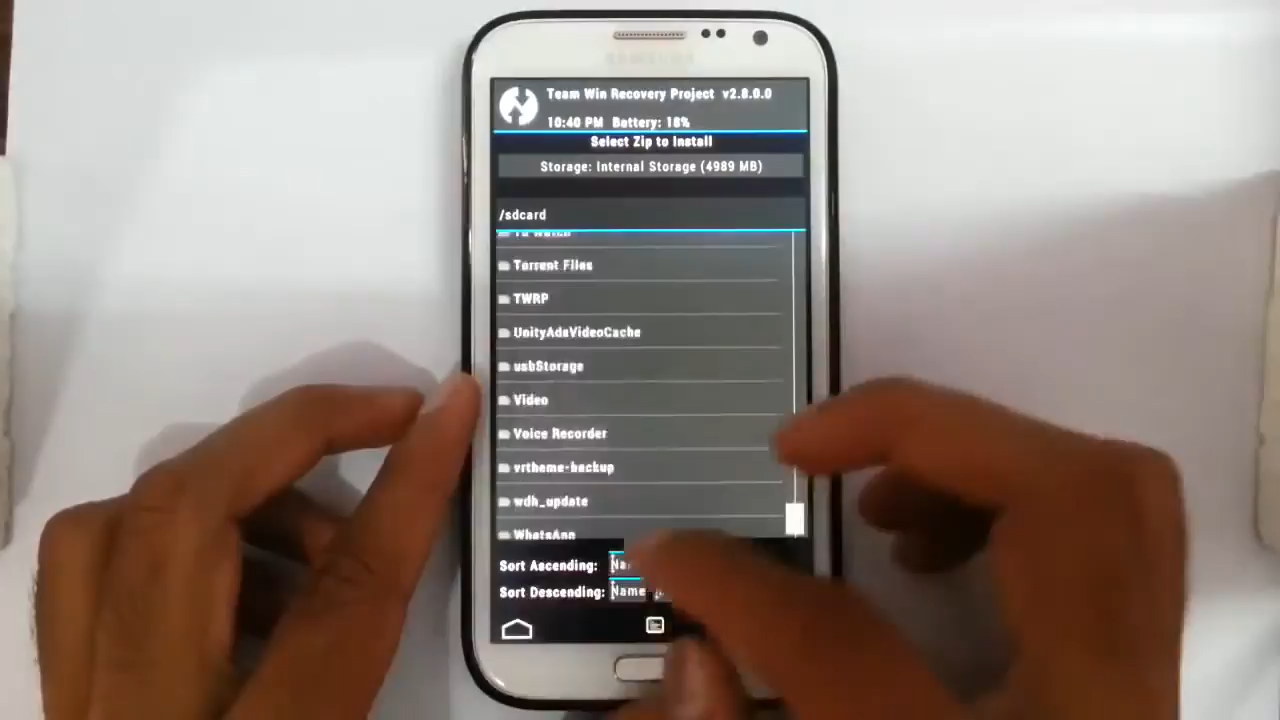 SAMSUNG
Team Win Recovery Project v2.8.0.0
10:40 PM Battery: 18%
Select Zip to Install
Storage: Internal Storage (4989 MB)
/sdcard
Torrent Files
TWRP
UnityAdsVideoCache
usbStorage
Video
Voice Recorder
vrtheme-backup
wdh_update
WhatsApp
Sort Ascending:
Sort Descending: Name